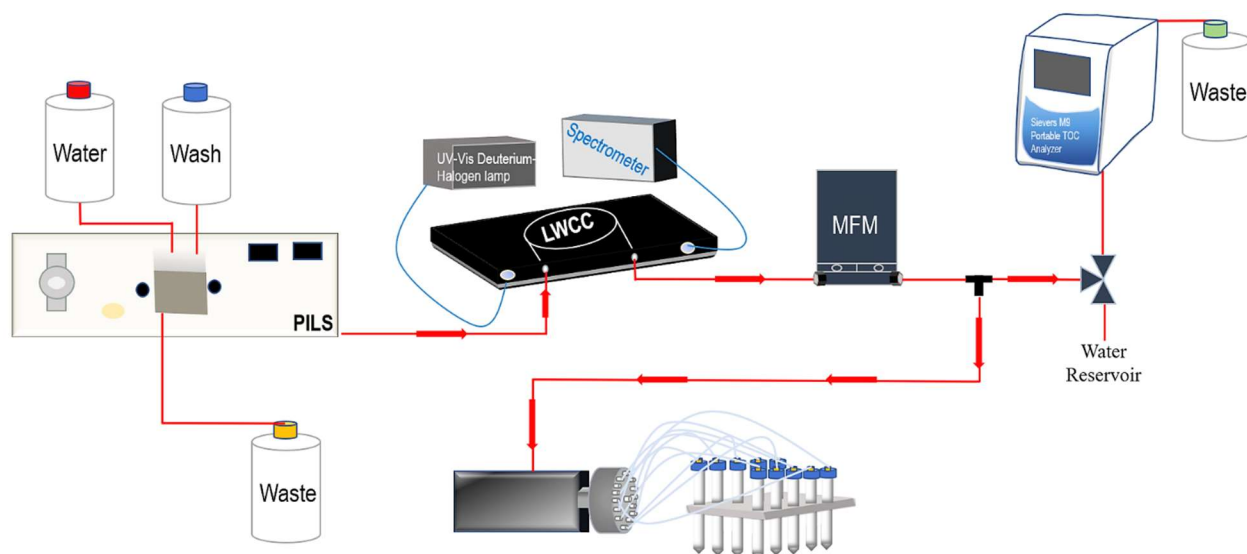 Water
Wash
PILS
Waste
UV-Vis Deuterium-
Halogen lamp
Spectrometer
LWCC
MFM
Sievers M9
Portable TOC
Analyzer
Waste
Water
Reservoir